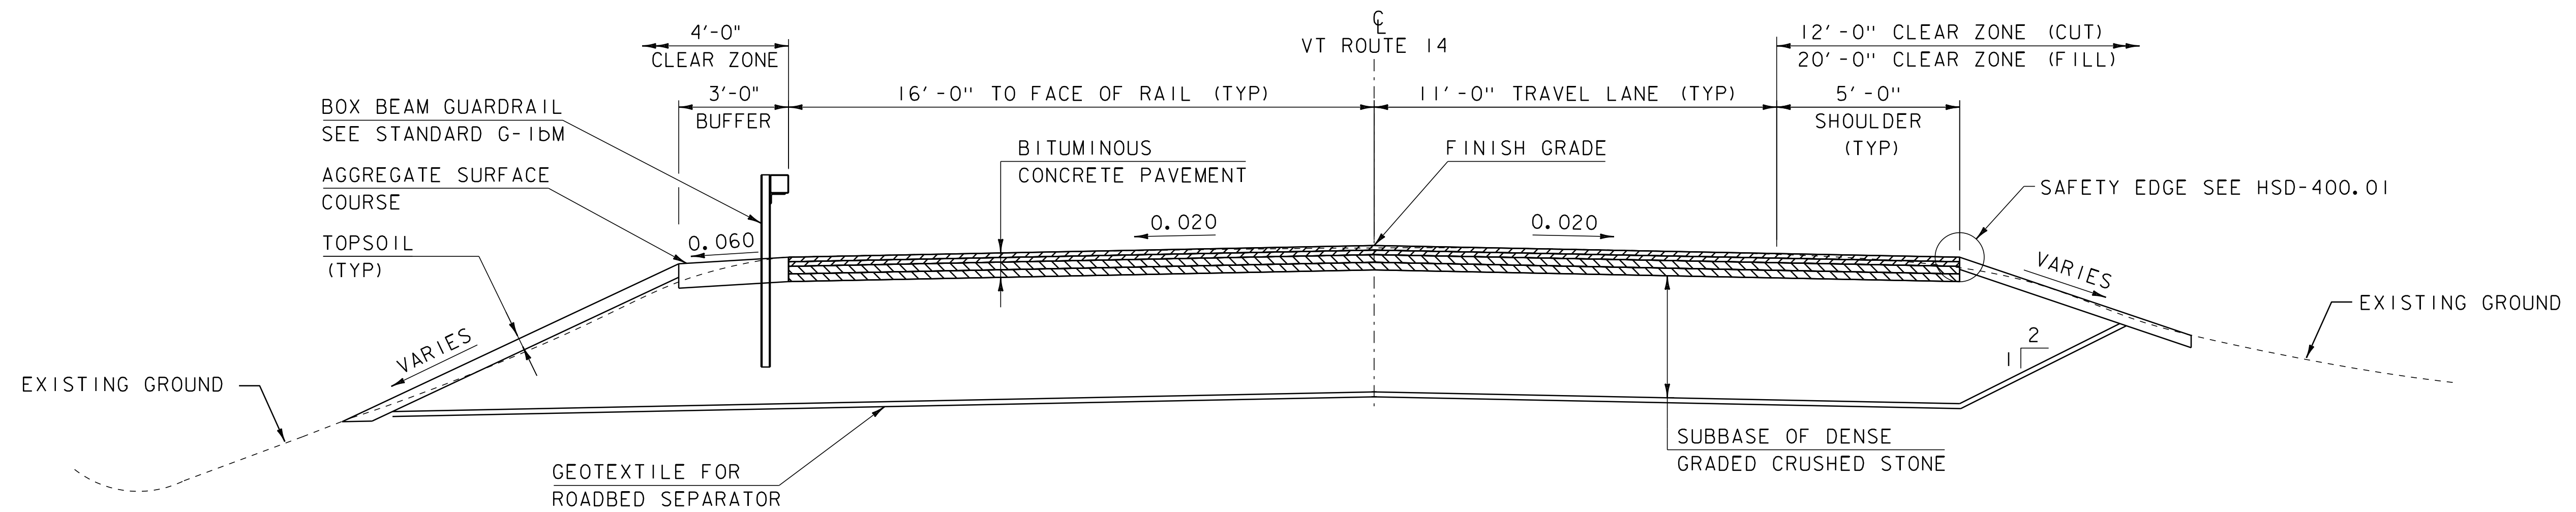 4'-0"
CLEAR ZONE
℄
VT ROUTE 14
12'-0" CLEAR ZONE (CUT)
20'-0" CLEAR ZONE (FILL)
BOX BEAM GUARDRAIL
SEE STANDARD G-1bM
3'-0"
BUFFER
16'-0" TO FACE OF RAIL (TYP)
11'-0" TRAVEL LANE (TYP)
5'-0"
SHOULDER
(TYP)
BITUMINOUS
CONCRETE PAVEMENT
FINISH GRADE
AGGREGATE SURFACE
COURSE
SAFETY EDGE SEE HSD-400.01
TOPSOIL
(TYP)
0.060
0.020
0.020
VARIES
VARIES
EXISTING GROUND
EXISTING GROUND
2
1
GEOTEXTILE FOR
ROADBED SEPARATOR
SUBBASE OF DENSE
GRADED CRUSHED STONE